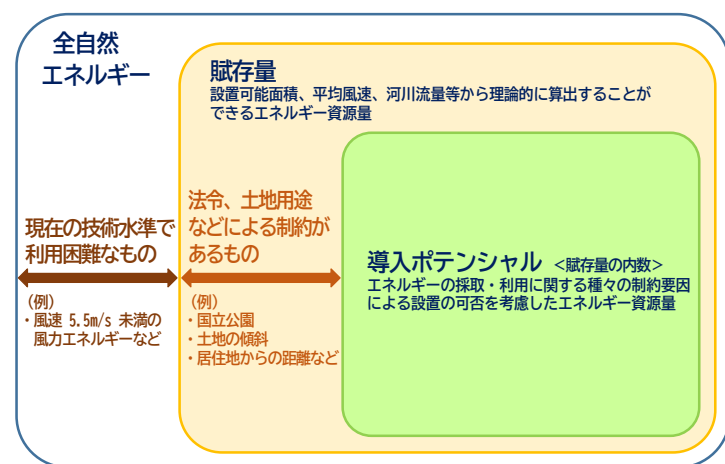 全自然
エネルギー
賦存量
設置可能面積、平均風速、河川流量等から理論的に算出することが
できるエネルギー資源量
現在の技術水準で
利用困難なもの
(例)
・風速 5.5m/s 未満の
風力エネルギーなど
法令、土地用途
などによる制約が
あるもの
(例)
・国立公園
・土地の傾斜
・居住地からの距離など
導入ポテンシャル <賦存量の内数>
エネルギーの採取・利用に関する種々の制約要因
による設置の可否を考慮したエネルギー資源量